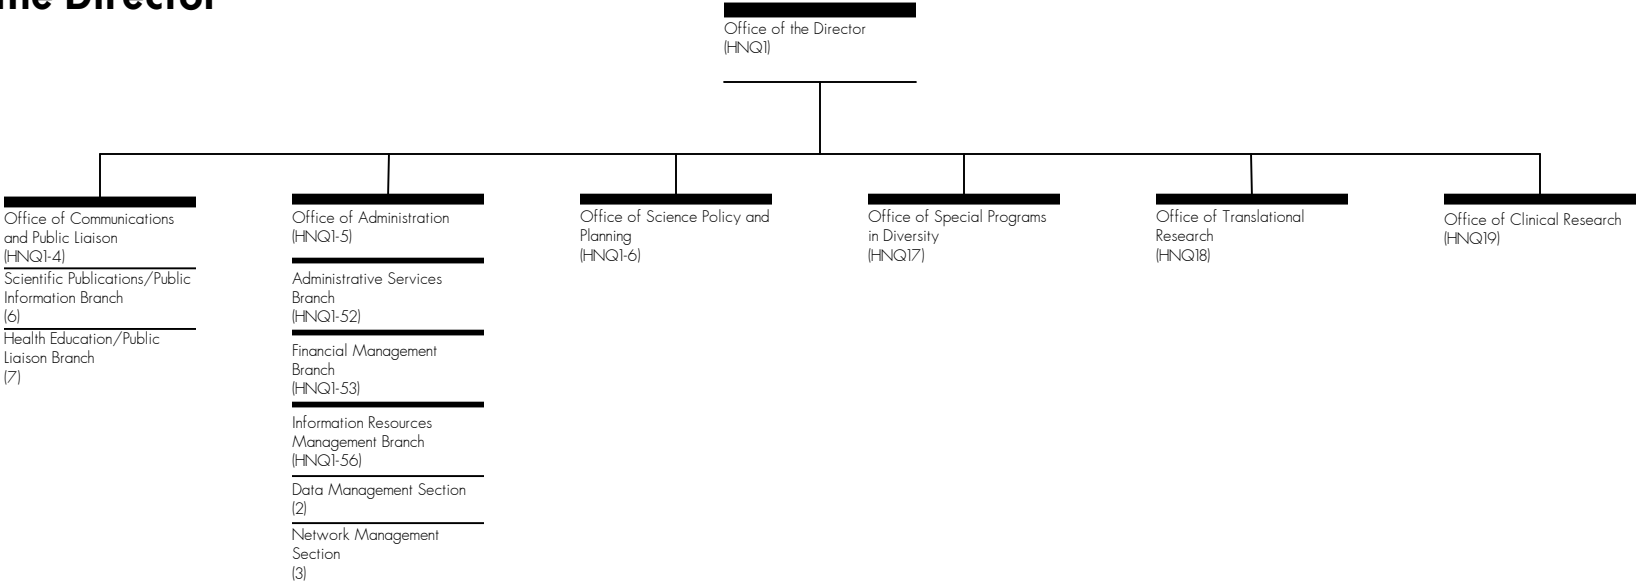 Director
Office of the Director
(HNQ1)
Office of Communications
and Public Liaison
(HNQ1-4)
Scientific Publications/Public
Information Branch
(6)
Health Education/Public
Liaison Branch
(7)
Office of Administration
(HNQ1-5)
Administrative Services
Branch
(HNQ1-52)
Financial Management
Branch
(HNQ1-53)
Information Resources
Management Branch
(HNQ1-56)
Data Management Section
(2)
Network Management
Section
(3)
Office of Science Policy and
Planning
(HNQ1-6)
Office of Special Programs
in Diversity
(HNQ17)
Office of Translational
Research
(HNQ18)
Office of Clinical Research
(HNQ19)